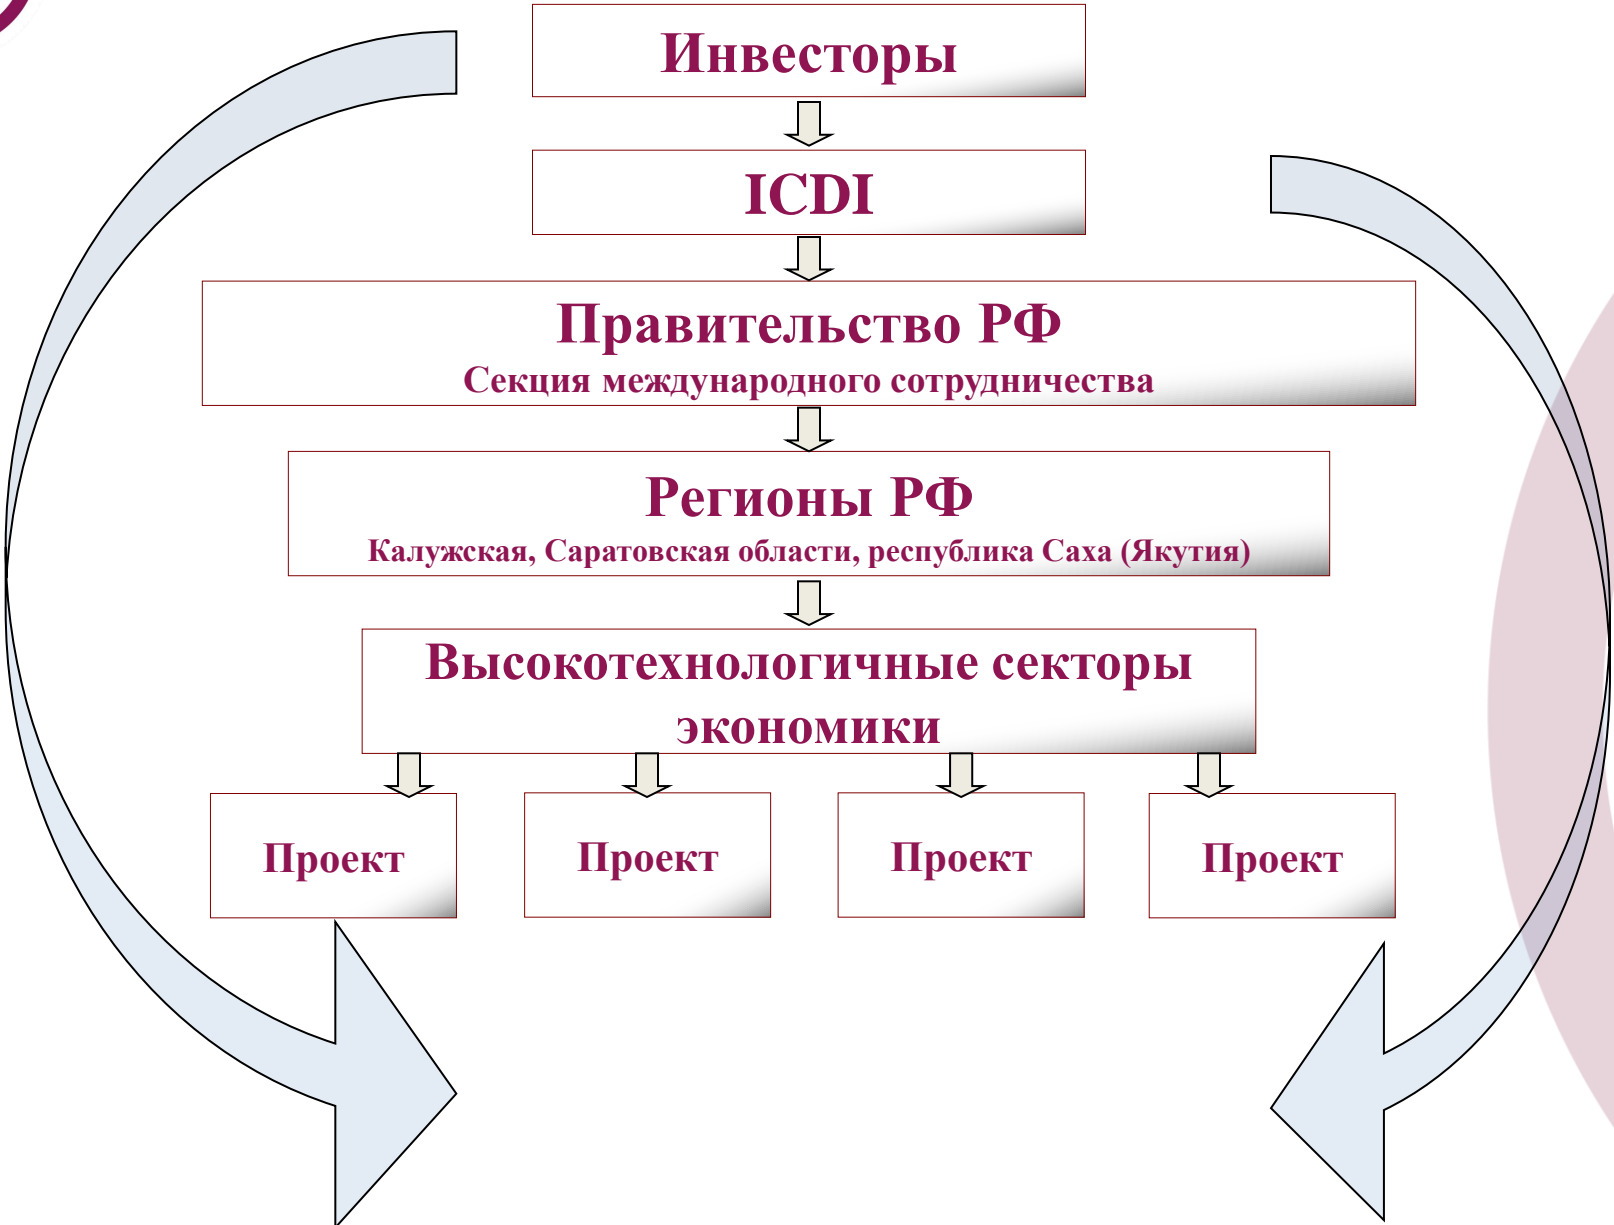 Инвесторы
ICDI
Правительство РФ
Секция международного сотрудничества
Регионы РФ
Калужская, Саратовская области, республика Саха (Якутия)
Высокотехнологичные секторы
экономики
Проект
Проект
Проект
Проект